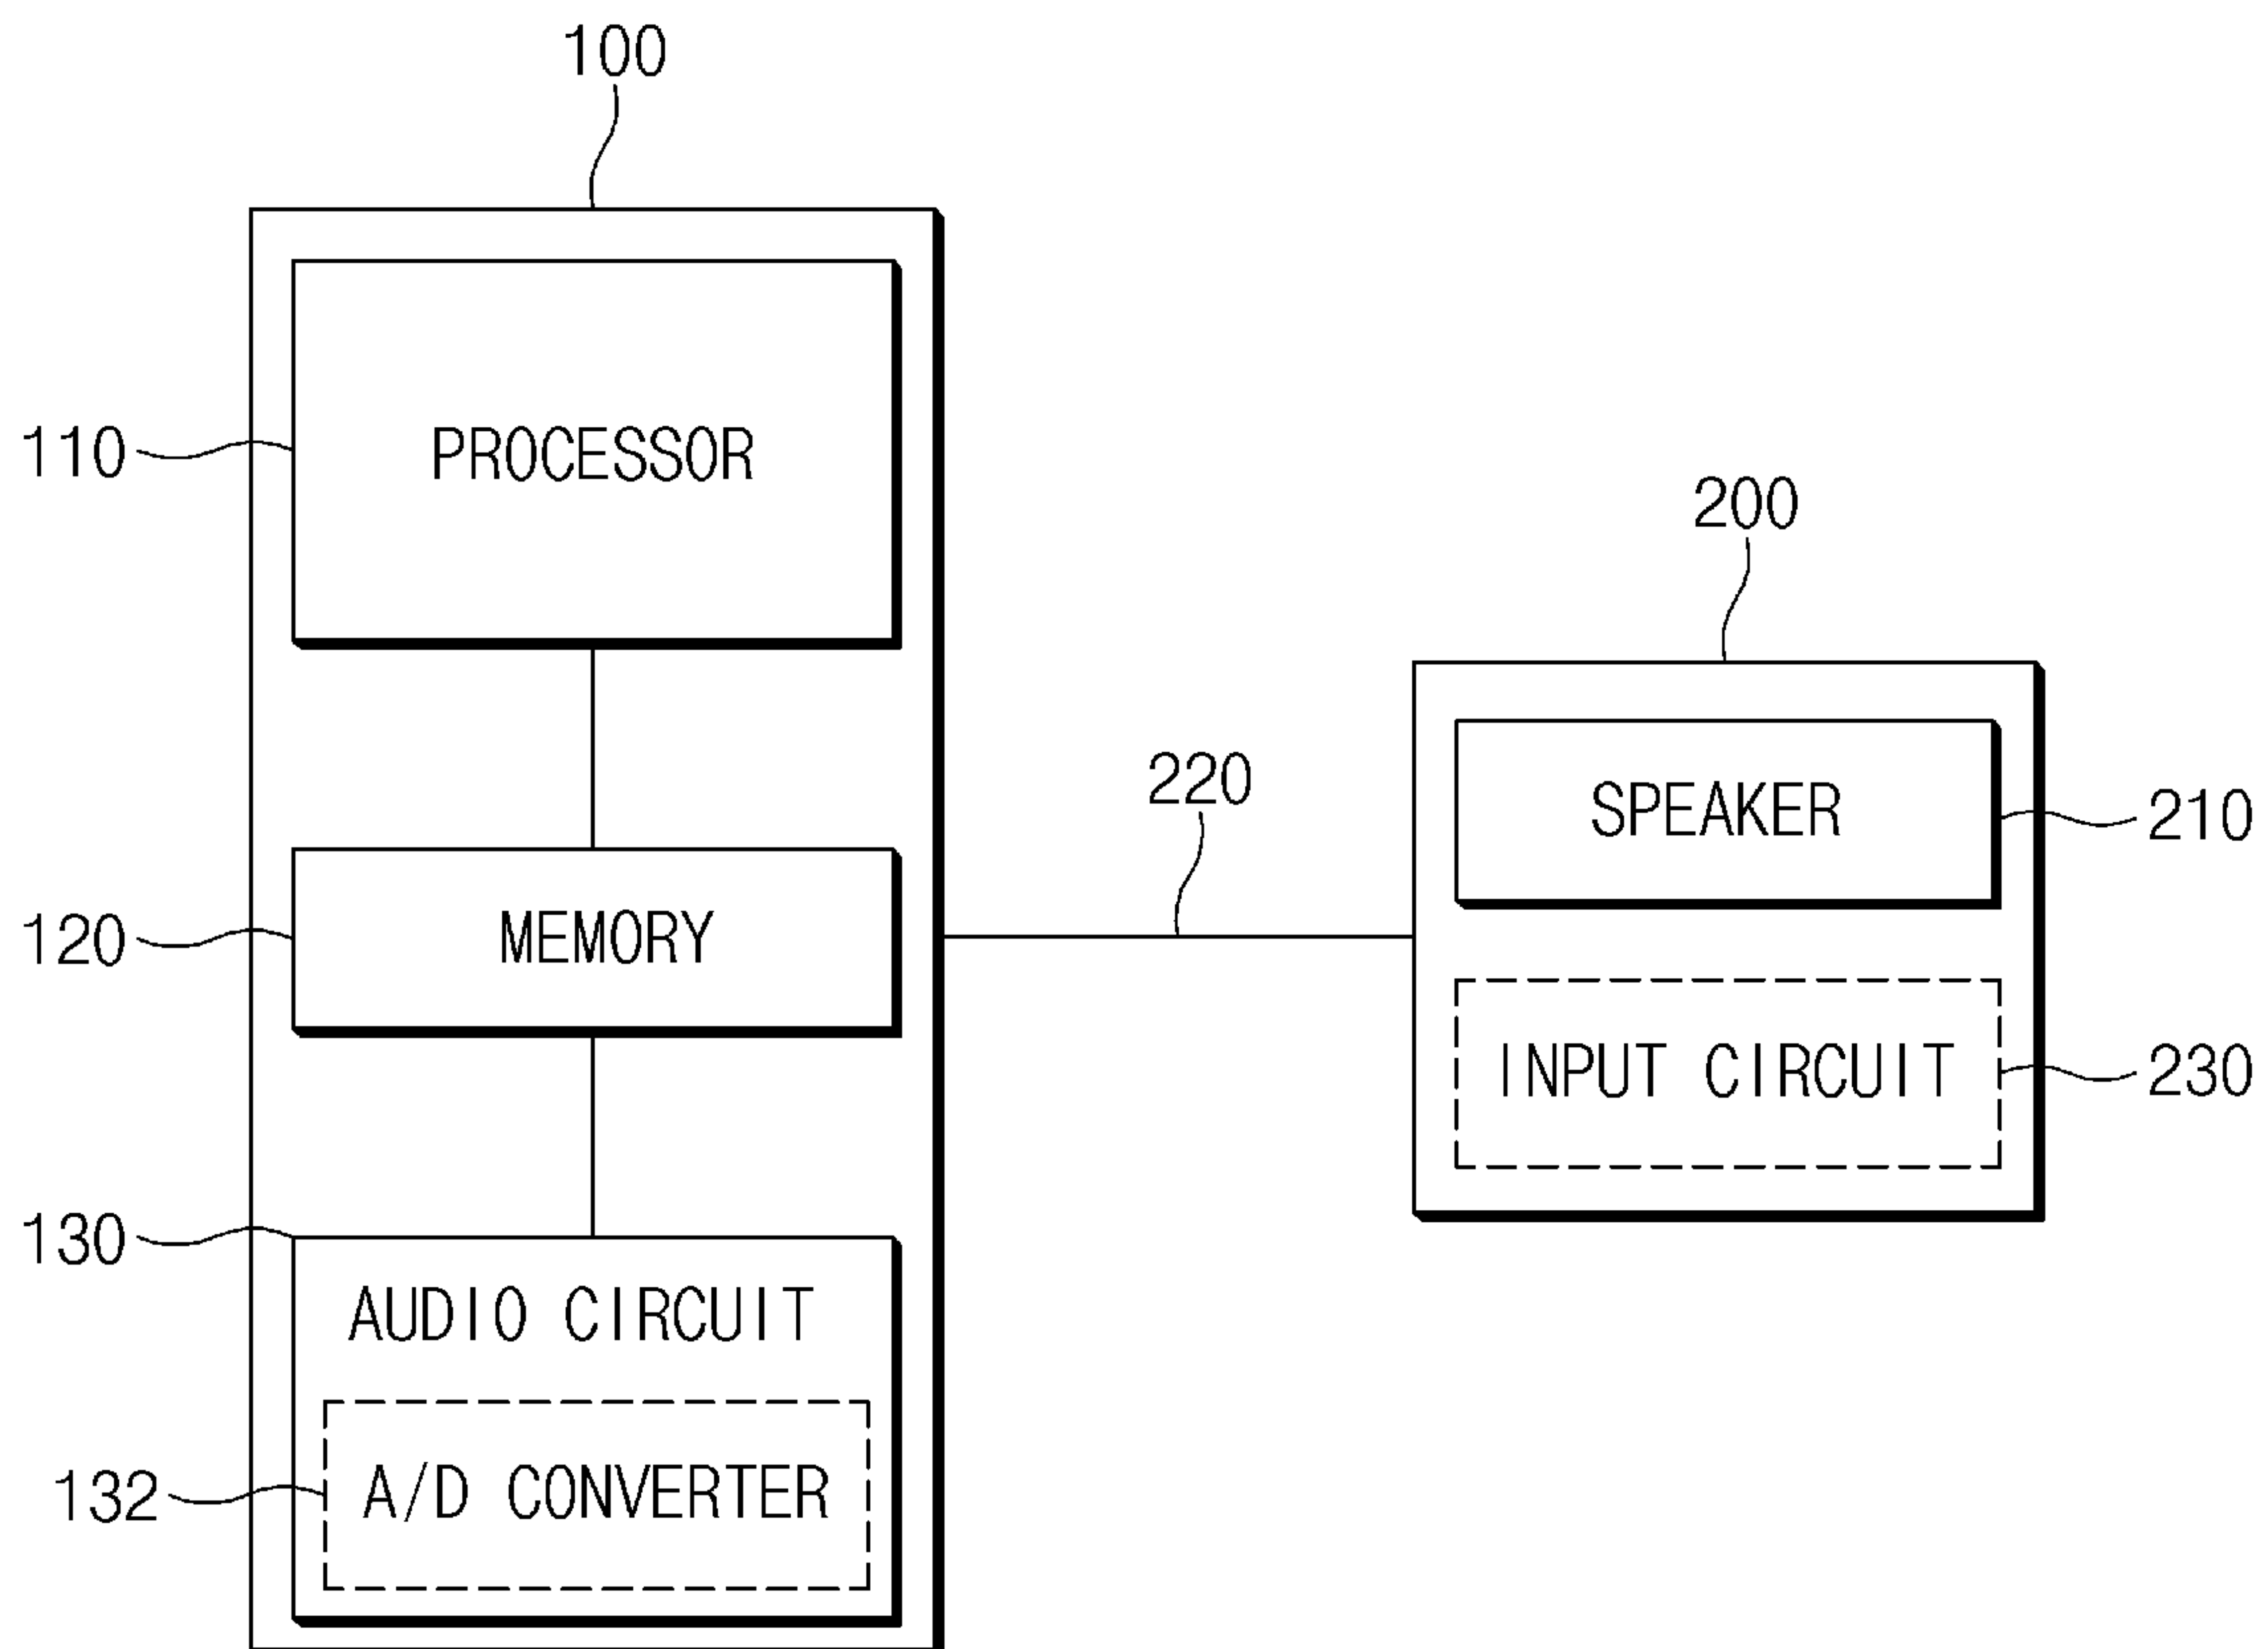 100
110
PROCESSOR
200
220
SPEAKER
210
120
MEMORY
INPUT CIRCUIT
230
130
AUDIO CIRCUIT
132
A/D CONVERTER